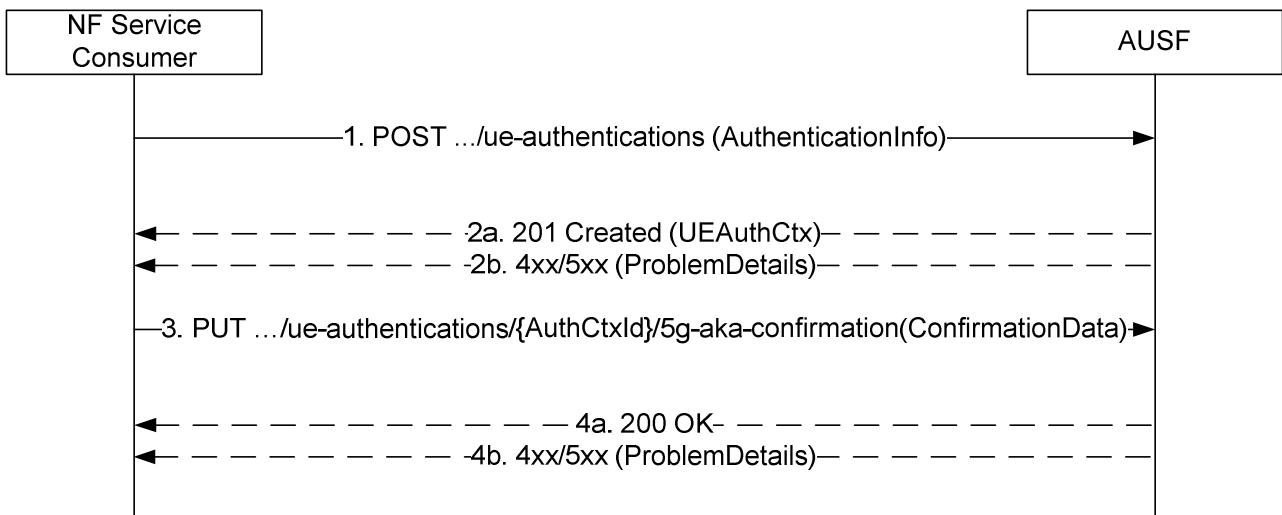 NF Service
Consumer
AUSF
1. POST .../ue-authentications (AuthenticationInfo)
2a. 201 Created (UEAuthCtx)
2b. 4xx/5xx (ProblemDetails)
3. PUT .../ue-authentications/{AuthCtxId}/5g-aka-confirmation(ConfirmationData)
4a. 200 OK
4b. 4xx/5xx (ProblemDetails)